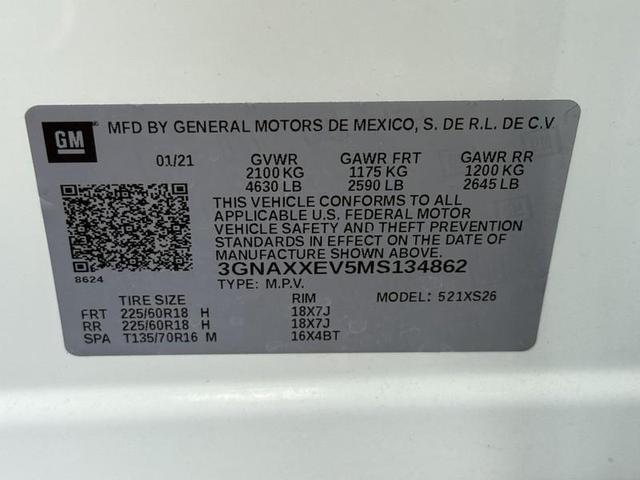 GM MFD BY GENERAL MOTORS DE MEXICO, S. DE R.L. DE C.V
01/21 GVWR GAWR FRT GAWR RR
2100 KG 1175 KG 1200 KG
4630 LB 2590 LB 2645 LB
THIS VEHICLE CONFORMS TO ALL
APPLICABLE U.S. FEDERAL MOTOR
VEHICLE SAFETY AND THEFT PREVENTION
STANDARDS IN EFFECT ON THE DATE OF
MANUFACTURE SHOWN ABOVE.
3GNAXXEV5MS134862
8624
TYPE: M.P.V. MODEL: 521XS26
TIRE SIZE RIM
FRT 225/60R18 H 18X7J
RR 225/60R18 H 18X7J
SPA T135/70R16 M 16X4BT